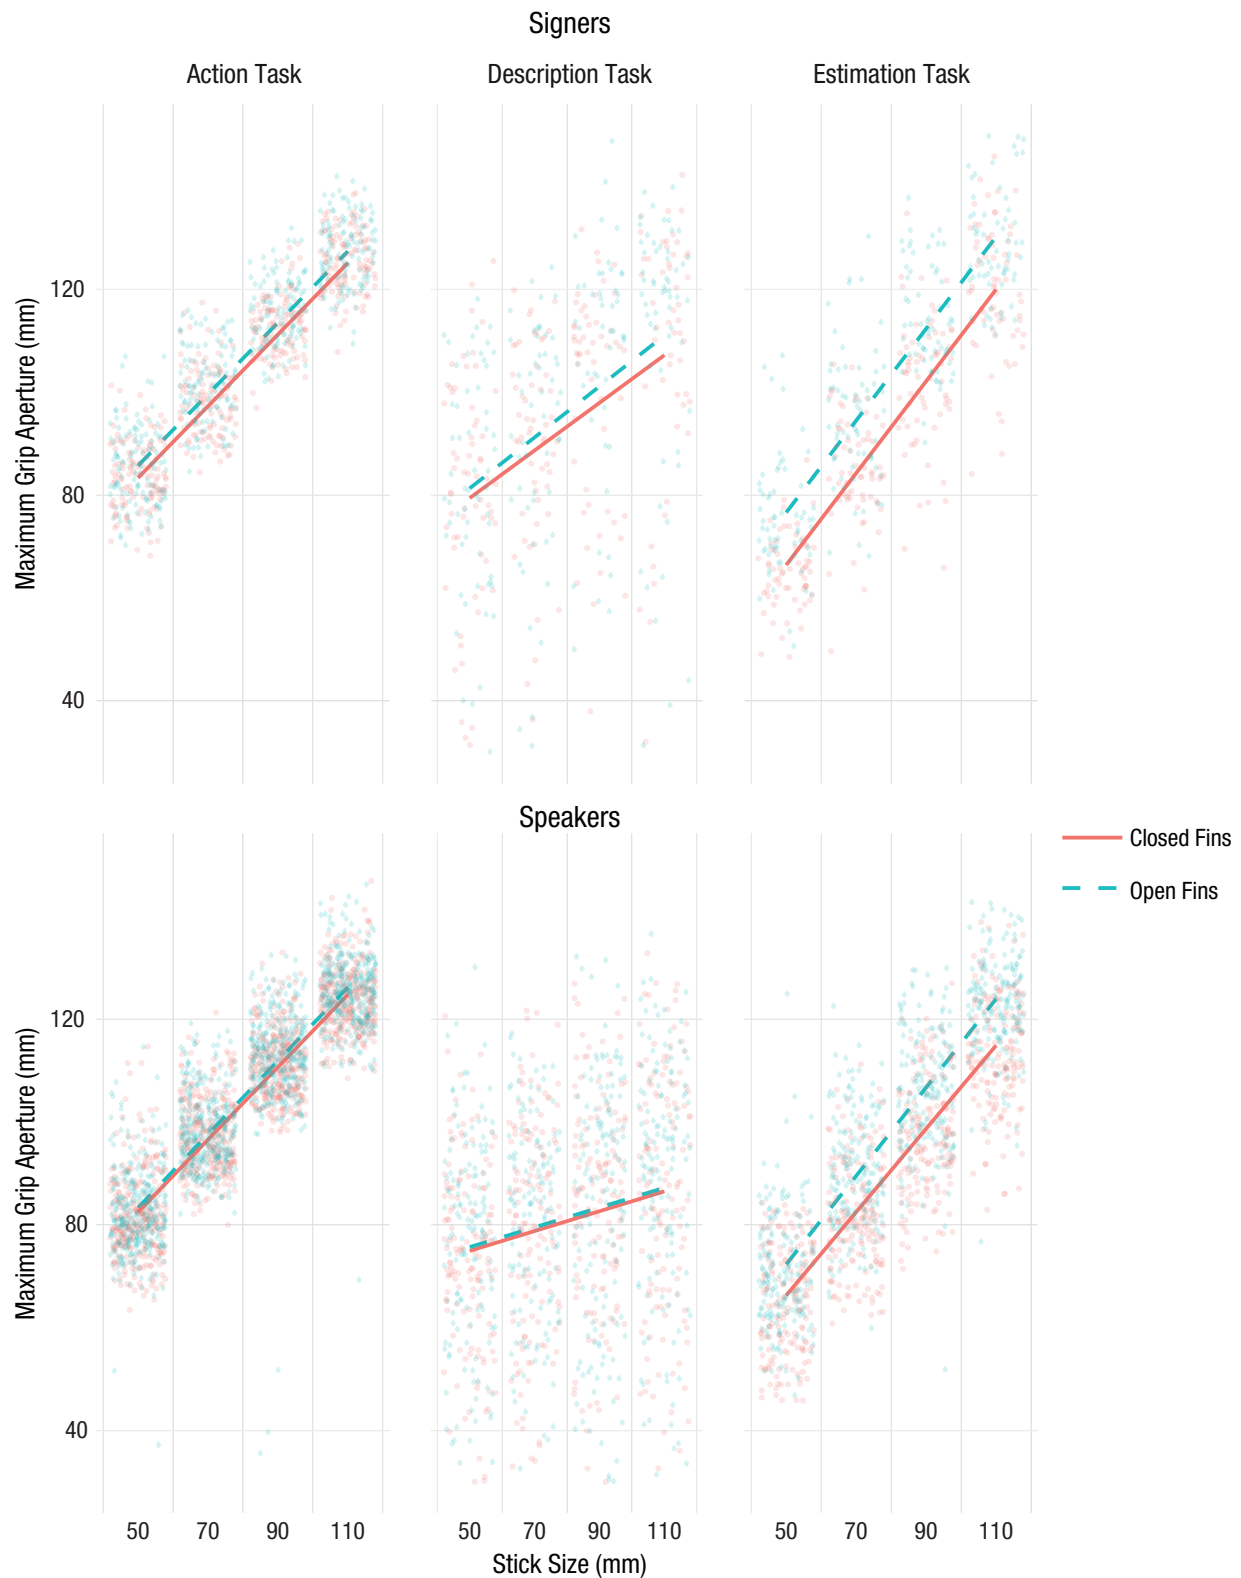 Signers
Action Task
Description Task
Estimation Task
Maximum Grip Aperture (mm)
120
80
40
Speakers
Closed Fins
Open Fins
Maximum Grip Aperture (mm)
120
80
40
50 70 90 110
50 70 90 110
50 70 90 110
Stick Size (mm)